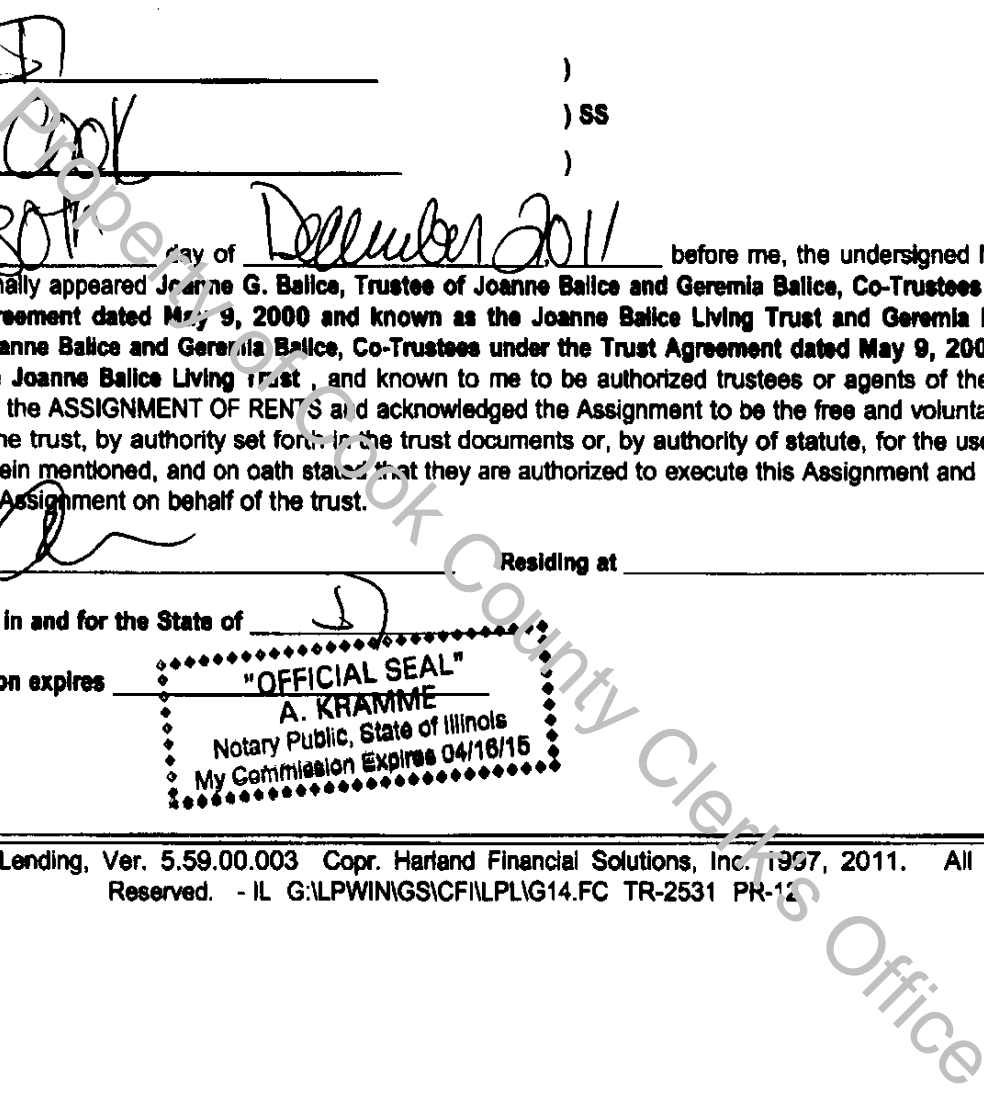 )
Cook ) SS
)
30th day of December 2011 before me, the undersigned
nally appeared Joanne G. Balice, Trustee of Joanne Balice and Geremia Balice, Co-Trustees
reement dated May 9, 2000 and known as the Joanne Balice Living Trust and Geremia
anne Balice and Geremia Balice, Co-Trustees under the Trust Agreement dated May 9, 200
Joanne Balice Living Trust , and known to me to be authorized trustees or agents of the
the ASSIGNMENT OF RENTS and acknowledged the Assignment to be the free and volunta
he trust, by authority set forth in the trust documents or, by authority of statute, for the use
ein mentioned, and on oath stated that they are authorized to execute this Assignment and
Assignment on behalf of the trust.
Residing at
in and for the State of
on expires
"OFFICIAL SEAL"
A. KRAMME
Notary Public, State of Illinois
My Commission Expires 04/16/15
Lending, Ver. 5.59.00.003 Copr. Harland Financial Solutions, Inc. 1997, 2011. All
Reserved. - IL G:\LPWIN\GS\CFI\LPL\G14.FC TR-2531 PR-12
Property of Cook County Clerk's Office